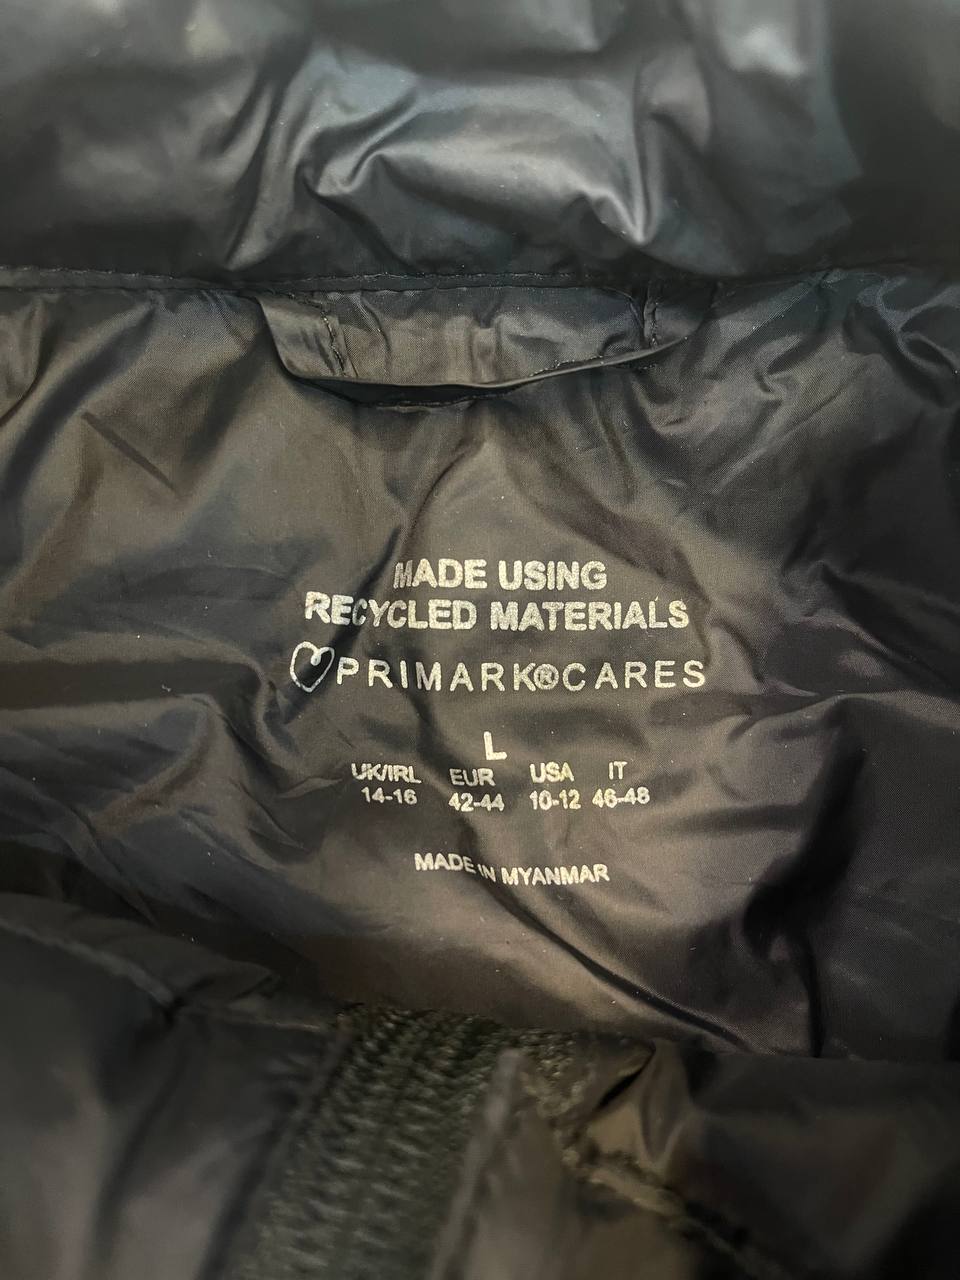 MADE USING
RECYCLED MATERIALS
PRIMARK®CARES
L
UK/IRL EUR USA IT
14-16 42-44 10-12 46-48
MADE IN MYANMAR